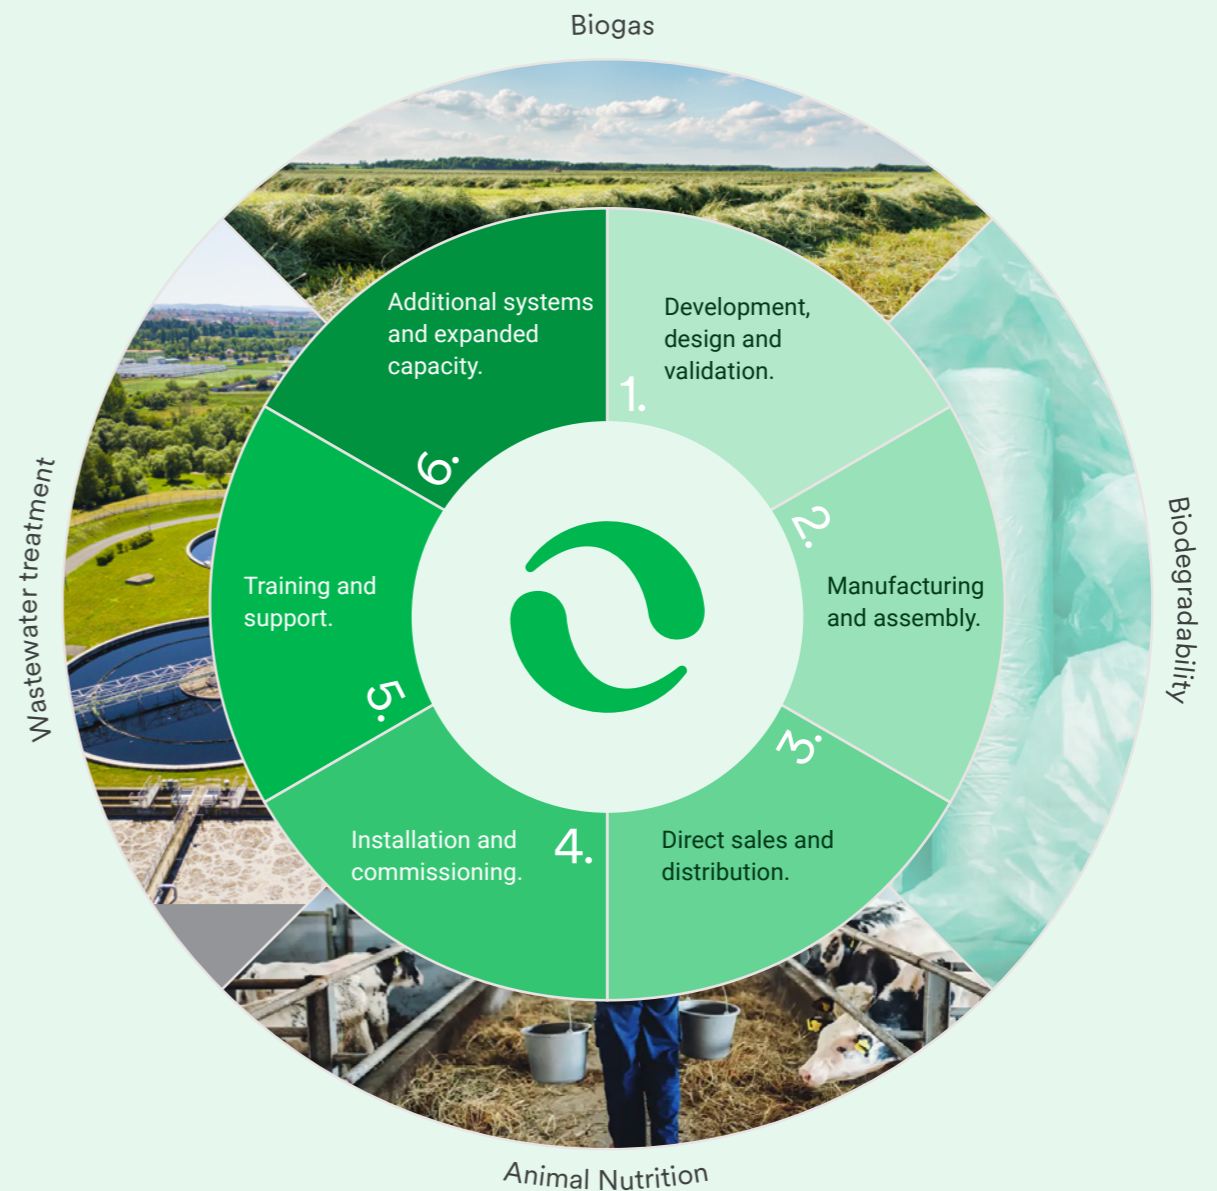 Biogas
1.
Development,
design and
validation.
2.
Manufacturing
and assembly.
3.
Direct sales and
distribution.
4.
Installation and
commissioning.
5.
Training and
support.
6.
Additional systems
and expanded
capacity.
Biodegradability
Animal Nutrition
Wastewater treatment